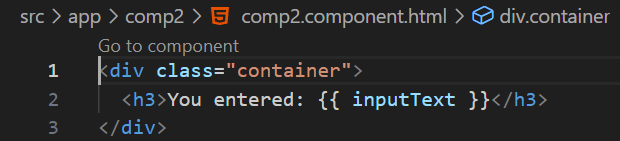 src > app > comp2 > comp2.component.html > div.container
Go to component
1 <div class="container">
2 <h3>You entered: {{ inputText }}</h3>
3 </div>